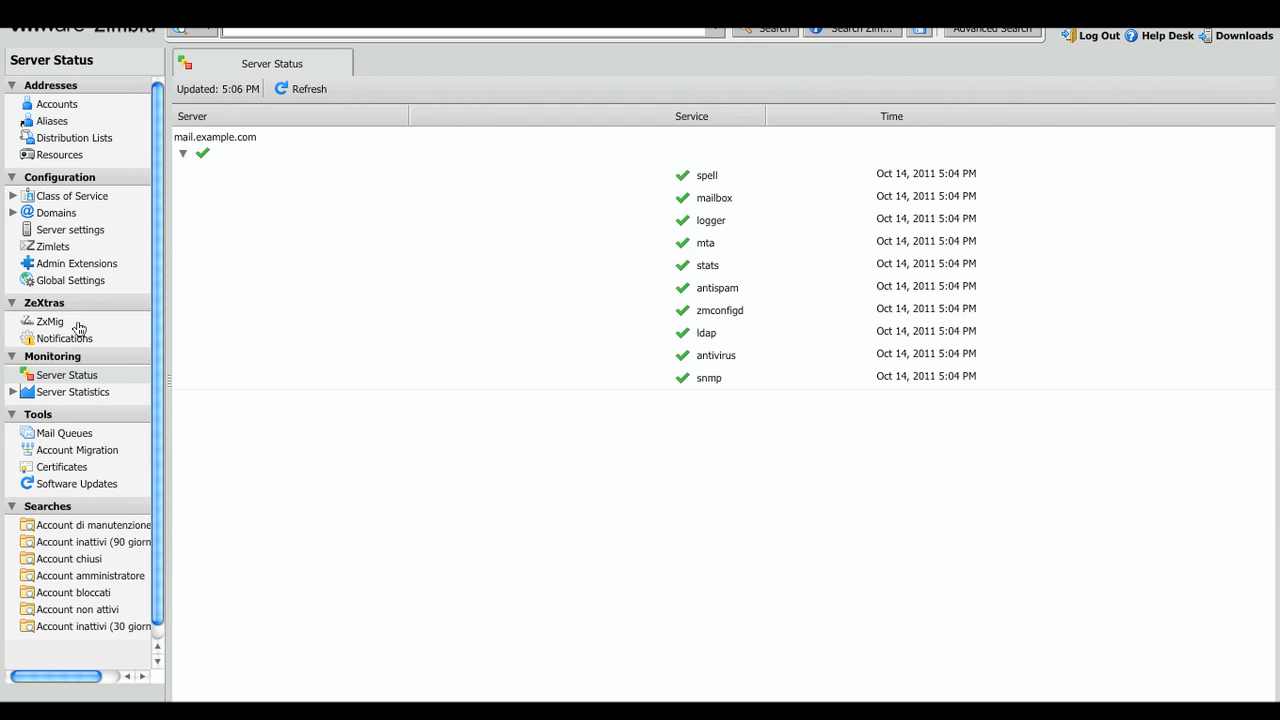 vmware Zimbra
Search
Search Zim...
Advanced Search
Log Out
Help Desk
Downloads
Server Status
Addresses
Accounts
Aliases
Distribution Lists
Resources
Configuration
Class of Service
Domains
Server settings
Zimlets
Admin Extensions
Global Settings
ZeXtras
ZxMig
Notifications
Monitoring
Server Status
Server Statistics
Tools
Mail Queues
Account Migration
Certificates
Software Updates
Searches
Account di manutenzione
Account inattivi (90 giorn
Account chiusi
Account amministratore
Account bloccati
Account non attivi
Account inattivi (30 giorn
Server Status
Updated: 5:06 PM
Refresh
Server Service Time
mail.example.com
spell Oct 14, 2011 5:04 PM
mailbox Oct 14, 2011 5:04 PM
logger Oct 14, 2011 5:04 PM
mta Oct 14, 2011 5:04 PM
stats Oct 14, 2011 5:04 PM
antispam Oct 14, 2011 5:04 PM
zmconfigd Oct 14, 2011 5:04 PM
ldap Oct 14, 2011 5:04 PM
antivirus Oct 14, 2011 5:04 PM
snmp Oct 14, 2011 5:04 PM